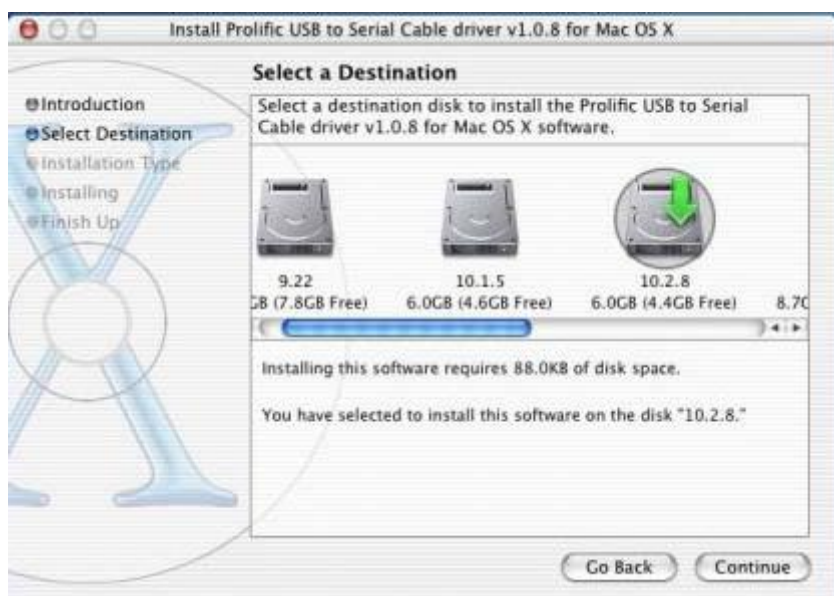 Install Prolific USB to Serial Cable driver v1.0.8 for Mac OS X
Introduction
Select Destination
Installation Type
Installing
Finish Up
Select a Destination
Select a destination disk to install the Prolific USB to Serial
Cable driver v1.0.8 for Mac OS X software.
9.22
GB (7.8GB Free)
10.1.5
6.0GB (4.6GB Free)
10.2.8
6.0GB (4.4GB Free)
8.7
Installing this software requires 88.0KB of disk space.
You have selected to install this software on the disk "10.2.8."
Go Back
Continue